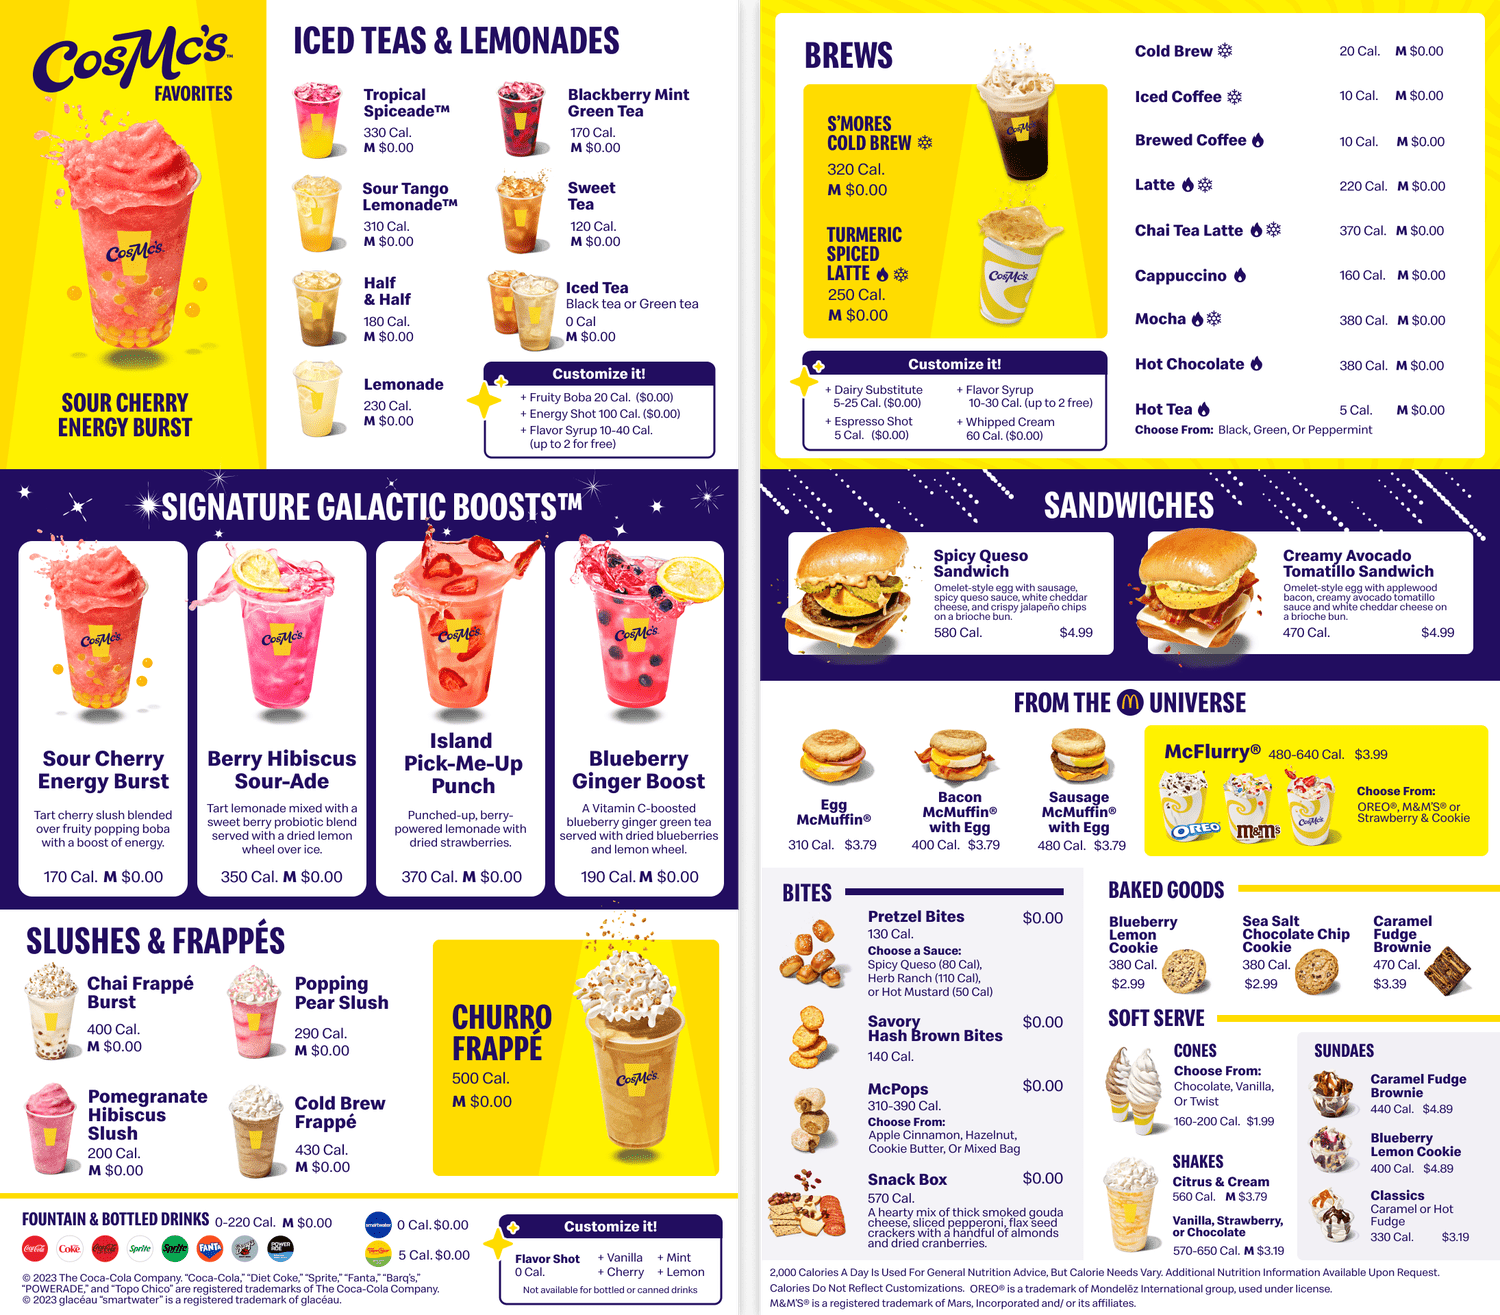 CosMc's™
FAVORITES
CosMc's
SOUR CHERRY
ENERGY BURST
ICED TEAS & LEMONADES
Tropical
Spiceade™
330 Cal.
M $0.00
Blackberry Mint
Green Tea
170 Cal.
M $0.00
Sour Tango
Lemonade™
310 Cal.
M $0.00
Sweet
Tea
120 Cal.
M $0.00
Half
& Half
180 Cal.
M $0.00
Iced Tea
Black tea or Green tea
0 Cal
M $0.00
Lemonade
230 Cal.
M $0.00
Customize it!
+ Fruity Boba 20 Cal. ($0.00)
+ Energy Shot 100 Cal. ($0.00)
+ Flavor Syrup 10-40 Cal.
(up to 2 for free)
SIGNATURE GALACTIC BOOSTS™
CosMc's
CosMc's
CosMc's
CosMc's
Sour Cherry
Energy Burst
Tart cherry slush blended
over fruity popping boba
with a boost of energy.
170 Cal. M $0.00
Berry Hibiscus
Sour-Ade
Tart lemonade mixed with a
sweet berry probiotic blend
served with a dried lemon
wheel over ice.
350 Cal. M $0.00
Island
Pick-Me-Up
Punch
Punched-up, berry-
powered lemonade with
dried strawberries.
370 Cal. M $0.00
Blueberry
Ginger Boost
A Vitamin C-boosted
blueberry ginger green tea
served with dried blueberries
and lemon wheel.
190 Cal. M $0.00
SLUSHES & FRAPPÉS
Chai Frappé
Burst
400 Cal.
M $0.00
Popping
Pear Slush
290 Cal.
M $0.00
Pomegranate
Hibiscus
Slush
200 Cal.
M $0.00
Cold Brew
Frappé
430 Cal.
M $0.00
CHURRO
FRAPPÉ
500 Cal.
M $0.00
CosMc's
FOUNTAIN & BOTTLED DRINKS 0-220 Cal. M $0.00
Coca-Cola
Coke
Sprite
Sprite
FANTA
POWERADE
smartwater
0 Cal. $0.00
5 Cal. $0.00
Customize it!
Flavor Shot
0 Cal.
+ Vanilla + Mint
+ Cherry + Lemon
Not available for bottled or canned drinks
© 2023 The Coca-Cola Company. "Coca-Cola," "Diet Coke," "Sprite," "Fanta," "Barq's,"
"POWERADE," and "Topo Chico" are registered trademarks of The Coca-Cola Company.
© 2023 glacéau "smartwater" is a registered trademark of glacéau.
BREWS
S'MORES
COLD BREW
320 Cal.
M $0.00
CosMc's
TURMERIC
SPICED
LATTE
250 Cal.
M $0.00
CosMc's
Customize it!
+ Dairy Substitute
5-25 Cal. ($0.00)
+ Espresso Shot
5 Cal. ($0.00)
+ Flavor Syrup
10-30 Cal. (up to 2 free)
+ Whipped Cream
60 Cal. ($0.00)
Cold Brew 20 Cal. M $0.00
Iced Coffee 10 Cal. M $0.00
Brewed Coffee 10 Cal. M $0.00
Latte 220 Cal. M $0.00
Chai Tea Latte 370 Cal. M $0.00
Cappuccino 160 Cal. M $0.00
Mocha 380 Cal. M $0.00
Hot Chocolate 380 Cal. M $0.00
Hot Tea 5 Cal. M $0.00
Choose From: Black, Green, Or Peppermint
SANDWICHES
Spicy Queso
Sandwich
Omelet-style egg with sausage,
spicy queso sauce, white cheddar
cheese, and crispy jalapeño chips
on a brioche bun.
580 Cal. $4.99
Creamy Avocado
Tomatillo Sandwich
Omelet-style egg with applewood
bacon, creamy avocado tomatillo
sauce and white cheddar cheese on
a brioche bun.
470 Cal. $4.99
FROM THE M UNIVERSE
Egg
McMuffin®
310 Cal. $3.79
Bacon
McMuffin®
with Egg
400 Cal. $3.79
Sausage
McMuffin®
with Egg
480 Cal. $3.79
McFlurry® 480-640 Cal. $3.99
OREO
m&m's
CosMc's
Choose From:
OREO®, M&M'S® or
Strawberry & Cookie
BITES
Pretzel Bites $0.00
130 Cal.
Choose a Sauce:
Spicy Queso (80 Cal),
Herb Ranch (110 Cal),
or Hot Mustard (50 Cal)
Savory
Hash Brown Bites $0.00
140 Cal.
McPops $0.00
310-390 Cal.
Choose From:
Apple Cinnamon, Hazelnut,
Cookie Butter, Or Mixed Bag
Snack Box $0.00
570 Cal.
A hearty mix of thick smoked gouda
cheese, sliced pepperoni, flax seed
crackers with a handful of almonds
and dried cranberries.
BAKED GOODS
Blueberry
Lemon
Cookie
380 Cal.
$2.99
Sea Salt
Chocolate Chip
Cookie
380 Cal.
$2.99
Caramel
Fudge
Brownie
470 Cal.
$3.39
SOFT SERVE
CONES
Choose From:
Chocolate, Vanilla,
Or Twist
160-200 Cal. $1.99
SHAKES
Citrus & Cream
560 Cal. M $3.79
Vanilla, Strawberry,
or Chocolate
570-650 Cal. M $3.19
SUNDAES
Caramel Fudge
Brownie
440 Cal. $4.89
Blueberry
Lemon Cookie
400 Cal. $4.89
Classics
Caramel or Hot
Fudge
330 Cal. $3.19
2,000 Calories A Day Is Used For General Nutrition Advice, But Calorie Needs Vary. Additional Nutrition Information Available Upon Request.
Calories Do Not Reflect Customizations. OREO® is a trademark of Mondelēz International group, used under license.
M&M'S® is a registered trademark of Mars, Incorporated and/ or its affiliates.